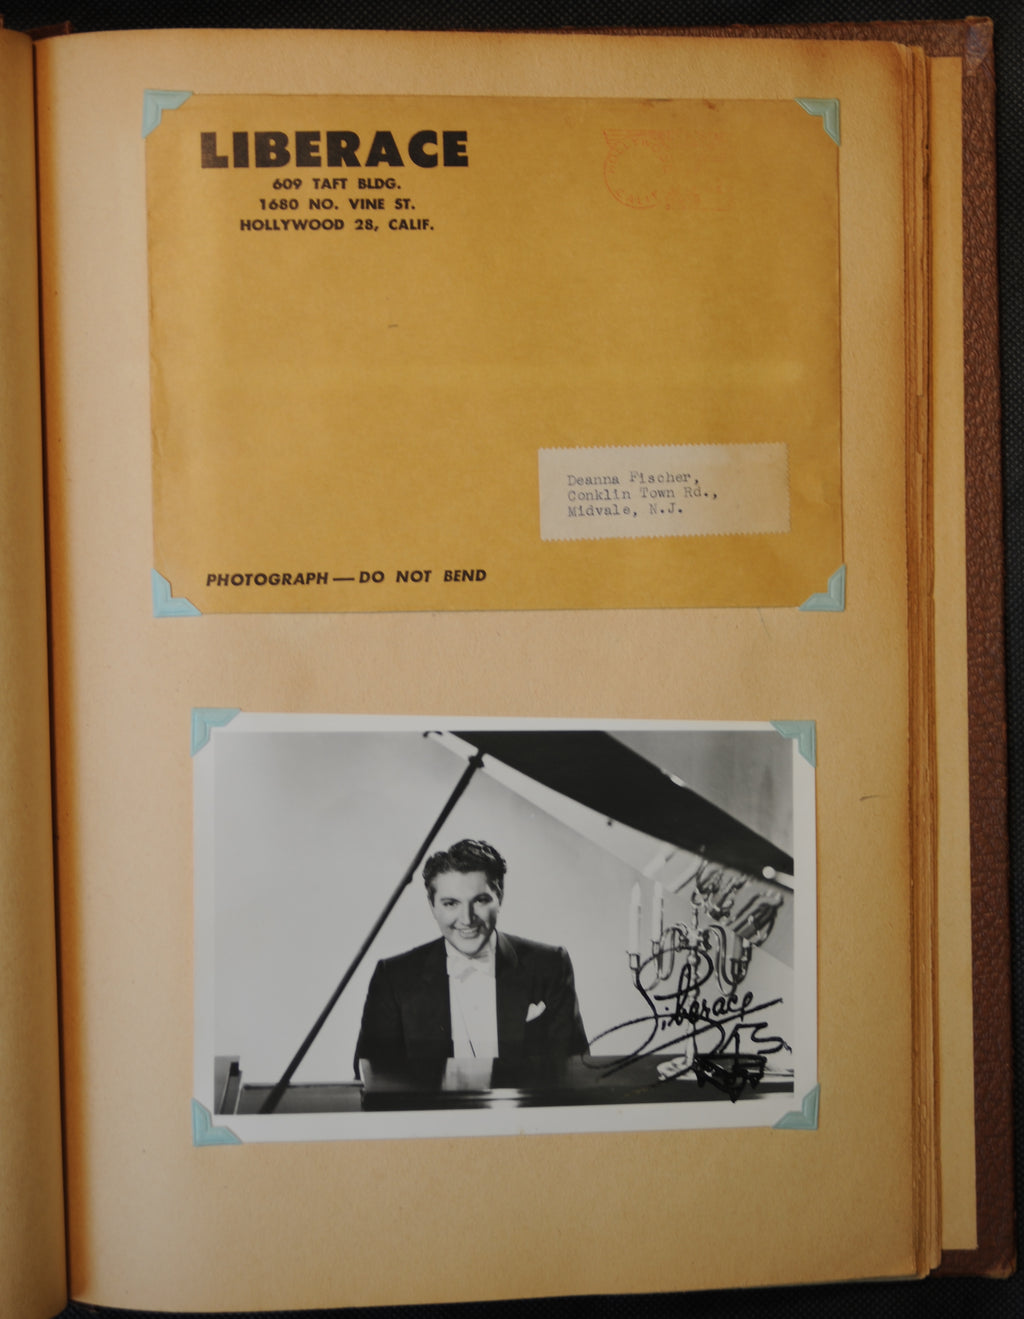 LIBERACE
609 TAFT BLDG.
1680 NO. VINE ST.
HOLLYWOOD 28, CALIF.
Deanna Fischer,
Conklin Town Rd.,
Midvale, N.J.
PHOTOGRAPH — DO NOT BEND
Liberace